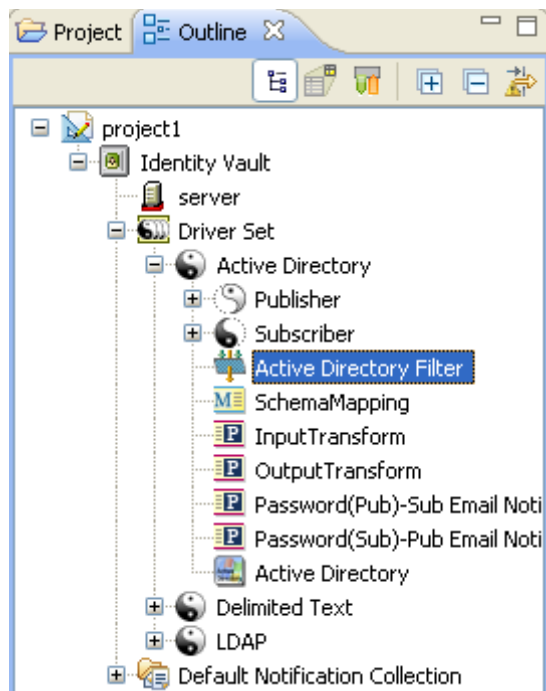 Project Outline
project1
Identity Vault
server
Driver Set
Active Directory
Publisher
Subscriber
Active Directory Filter
SchemaMapping
InputTransform
OutputTransform
Password(Pub)-Sub Email Noti
Password(Sub)-Pub Email Noti
Active Directory
Delimited Text
LDAP
Default Notification Collection